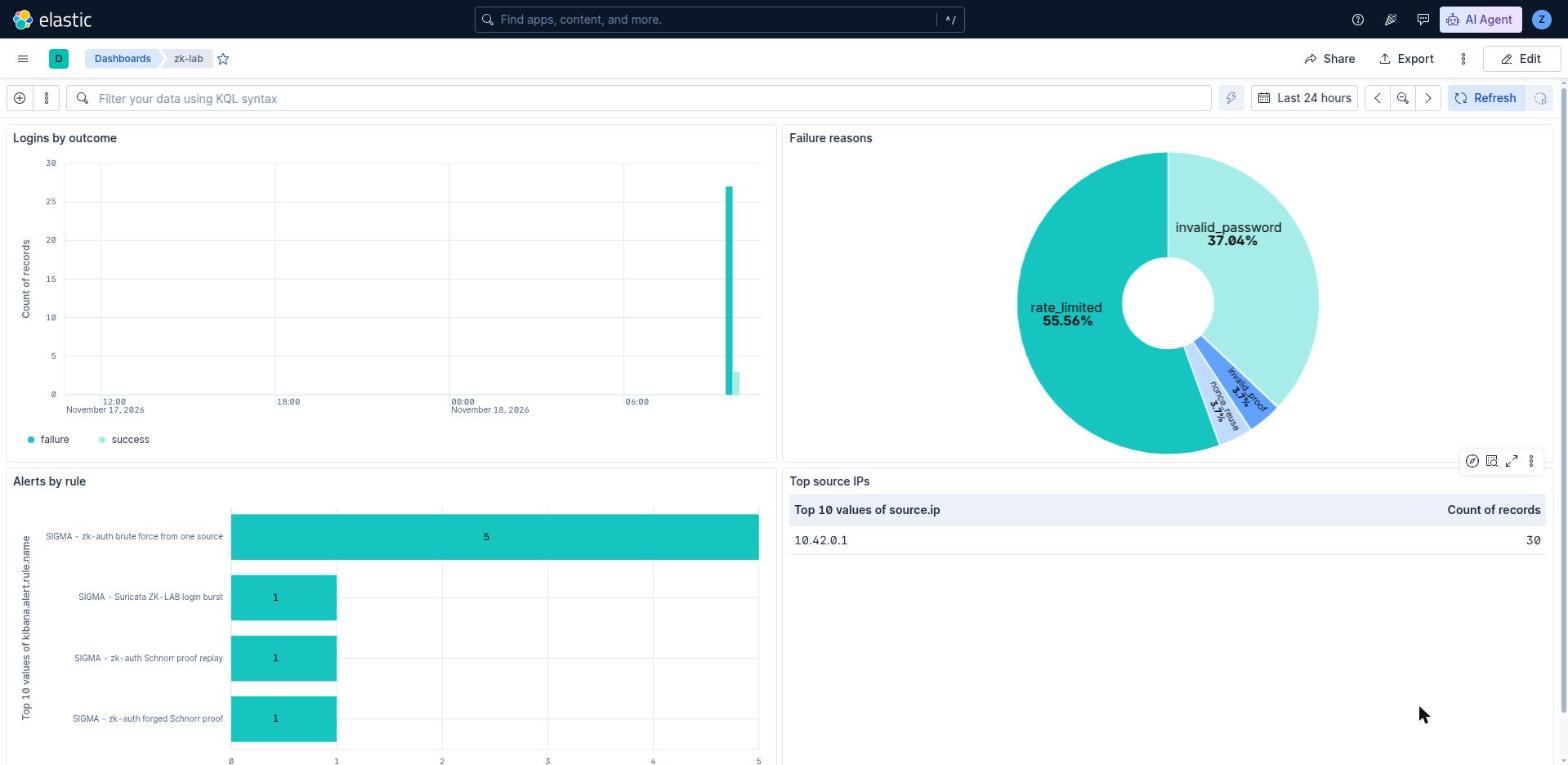 elastic
Find apps, content, and more.
^/
AI Agent
Z
D
Dashboards
zk-lab
Share
Export
Edit
Filter your data using KQL syntax
Last 24 hours
Refresh
Logins by outcome
Count of records
30
25
20
15
10
5
0
12:00
November 17, 2026
18:00
00:00
November 18, 2026
06:00
failure
success
Failure reasons
invalid_password
37.04%
rate_limited
55.56%
invalid_proof
3.7%
nonce_reuse
3.7%
Alerts by rule
Top 10 values of kibana.alert.rule.name
SIGMA - zk-auth brute force from one source
5
SIGMA - Suricata ZK-LAB login burst
1
SIGMA - zk-auth Schnorr proof replay
1
SIGMA - zk-auth forged Schnorr proof
1
0
1
2
3
4
5
Top source IPs
Top 10 values of source.ip
Count of records
10.42.0.1
30